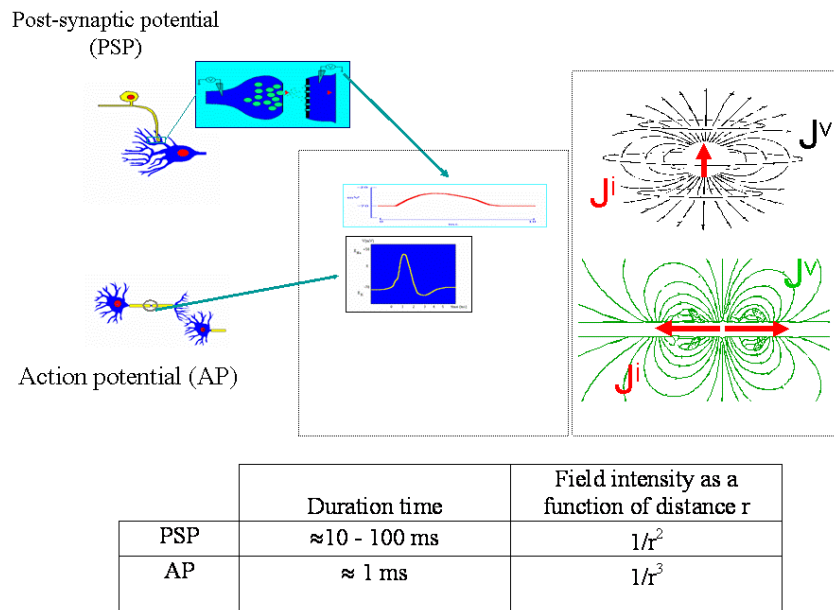 Post-synaptic potential
(PSP)
J^v
J^i
J^v
J^i
Action potential (AP)
Duration time
Field intensity as a
function of distance r
PSP
≈10 - 100 ms
1/r²
AP
≈ 1 ms
1/r³